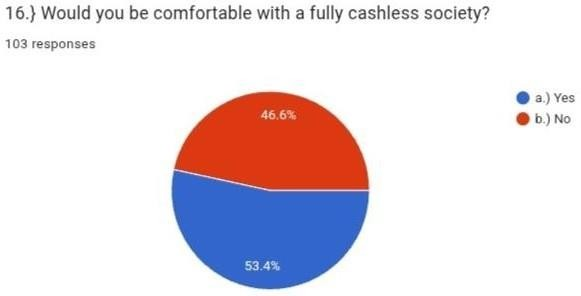 16.} Would you be comfortable with a fully cashless society?
103 responses
46.6%
53.4%
a.) Yes
b.) No